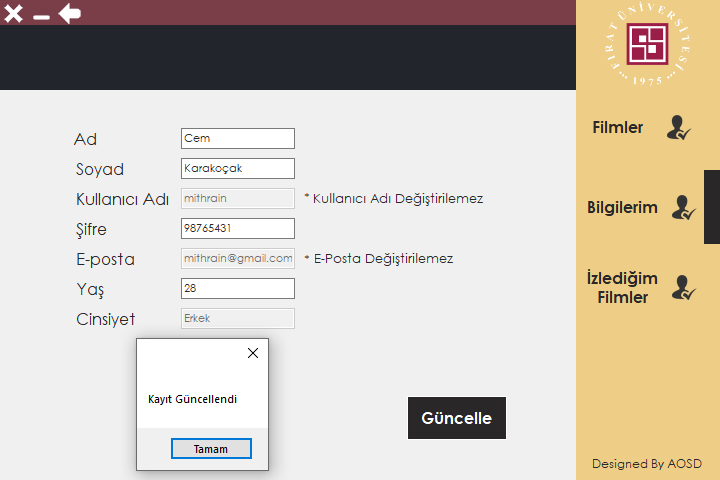 FIRAT ÜNİVERSİTESİ
1975
Ad
Cem
Soyad
Karakoçak
Kullanıcı Adı
mithrain
* Kullanıcı Adı Değiştirilemez
Şifre
98765431
E-posta
mithrain@gmail.com
* E-Posta Değiştirilemez
Yaş
28
Cinsiyet
Erkek
Kayıt Güncellendi
Tamam
Güncelle
Filmler
Bilgilerim
İzlediğim
Filmler
Designed By AOSD